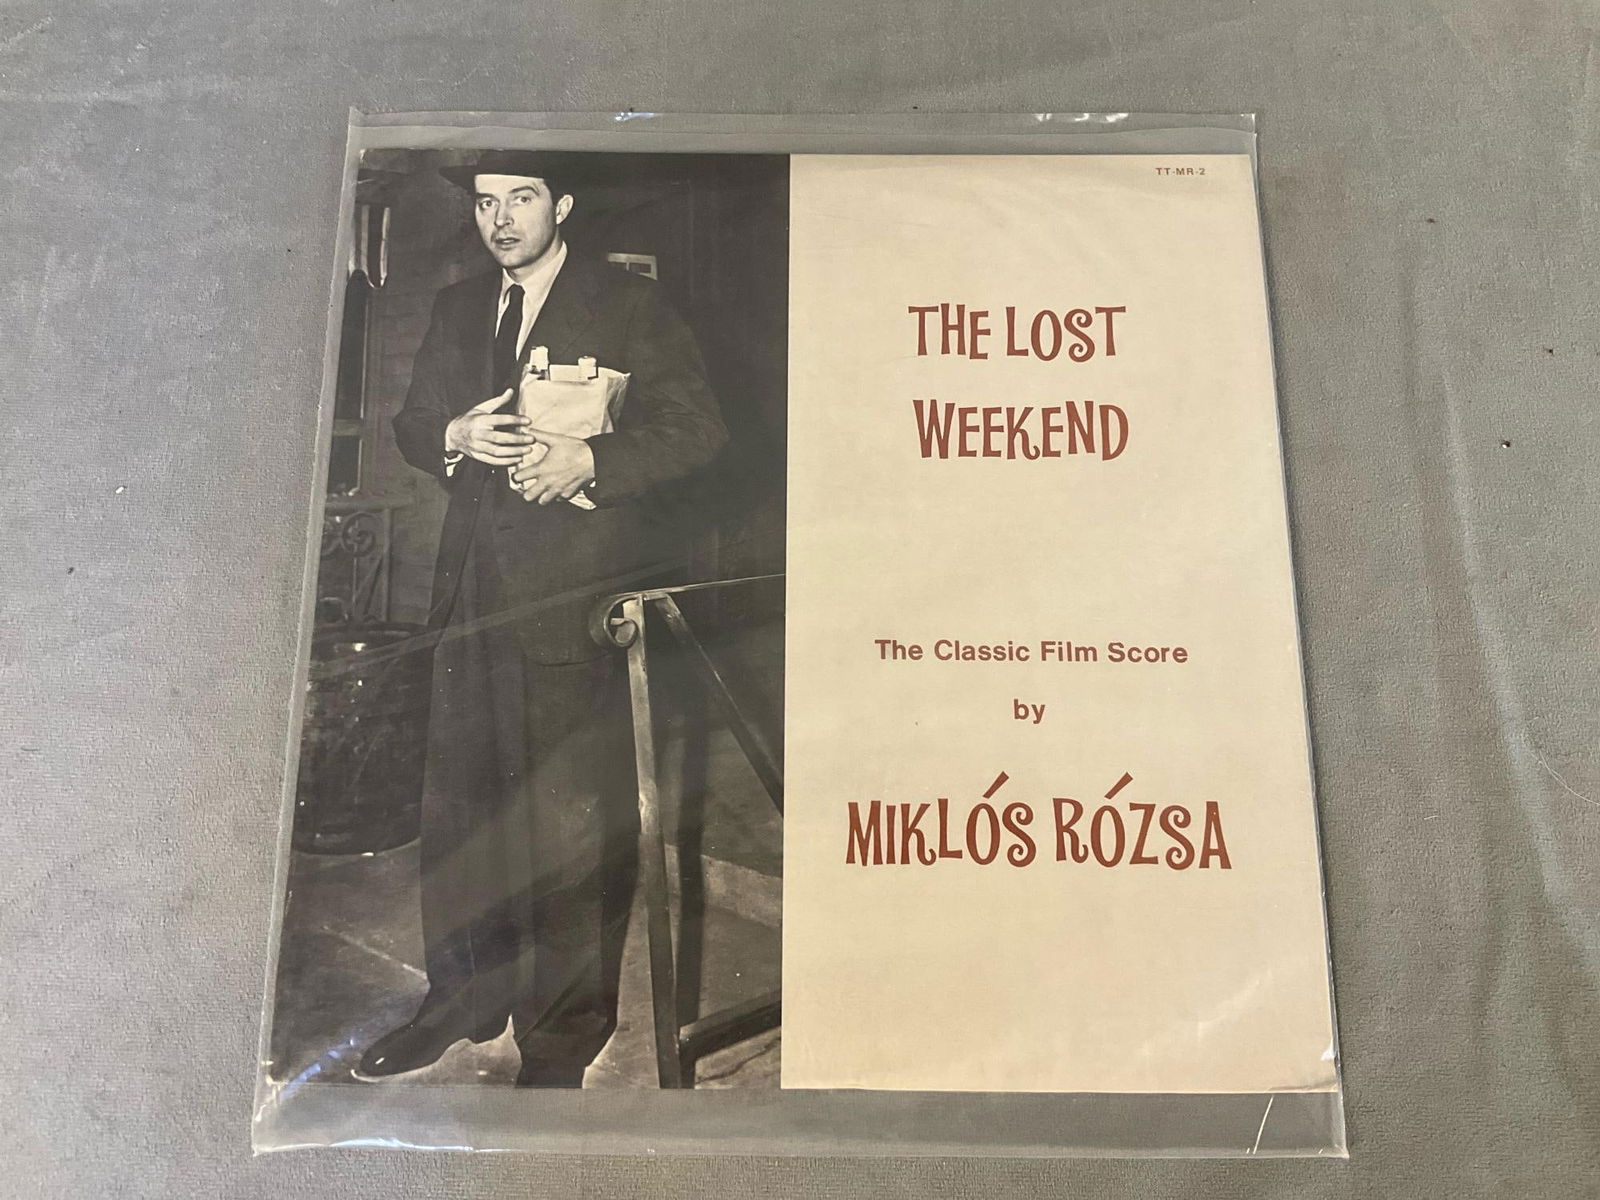 TT-MR-2
THE LOST
WEEKEND
The Classic Film Score
by
MIKLÓS RÓZSA